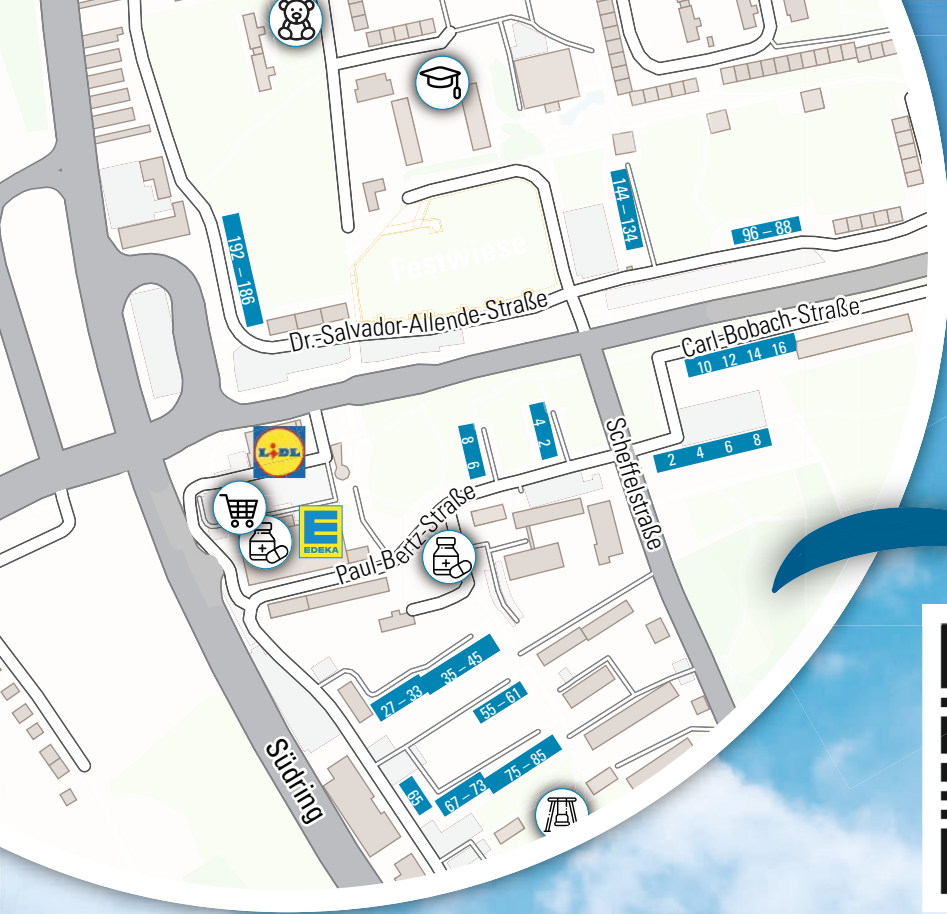 144 – 134
96 – 88
192 – 186
Festwiese
Dr.-Salvador-Allende-Straße
Carl-Bobach-Straße
10 12 14 16
4 2
8 6
2 4 6 8
LIDL
Scheffelstraße
E
EDEKA
Paul-Bertz-Straße
35 – 45
27 – 33
55 – 61
75 – 85
67 – 73
65
Südring